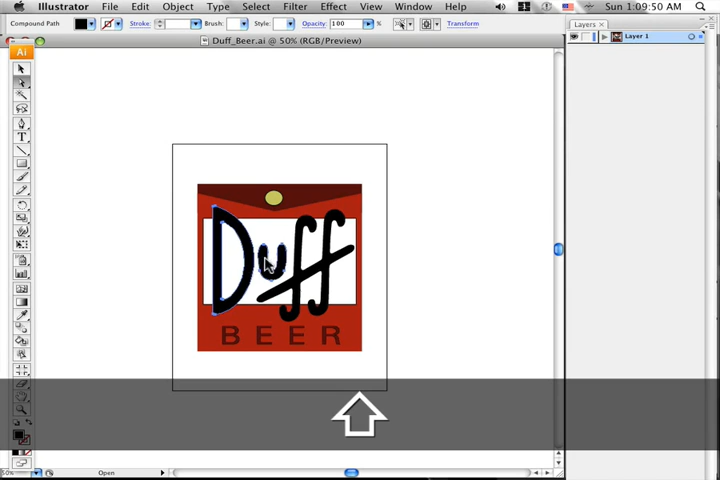 Illustrator File Edit Object Type Select Filter Effect View Window Sun 1:09:50 AM
Compound Path Stroke: Brush: Style: Opacity: 100 % Transform
Duff_Beer.ai @ 50% (RGB/Preview)
Layers
Layer 1
Ai
T
Duff
BEER
50% Open